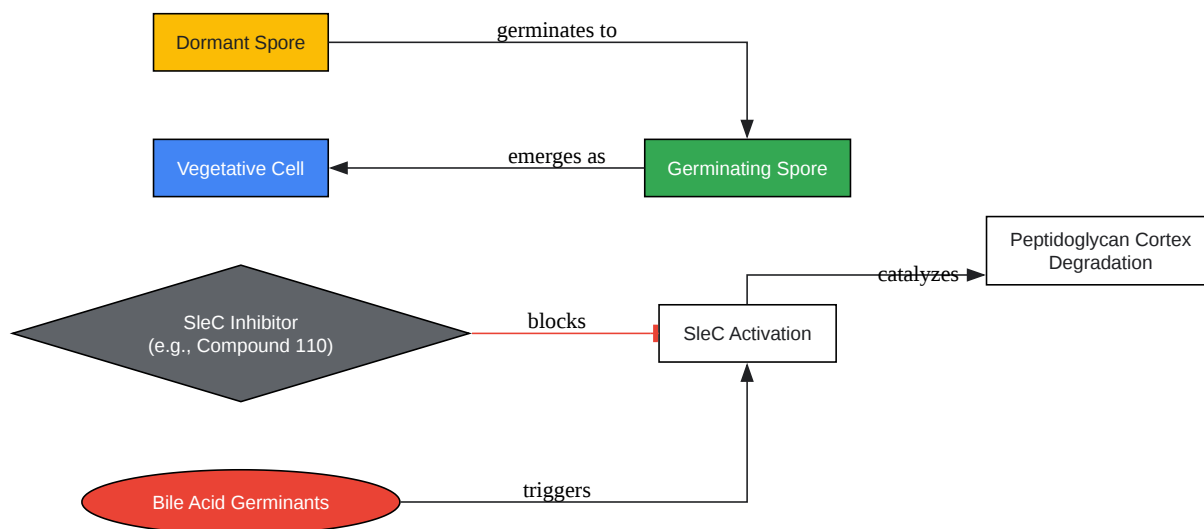 Dormant Spore
germinates to
Vegetative Cell
emerges as
Germinating Spore
Peptidoglycan Cortex
Degradation
catalyzes
SleC Inhibitor
(e.g., Compound 110)
blocks
SleC Activation
Bile Acid Germinants
triggers